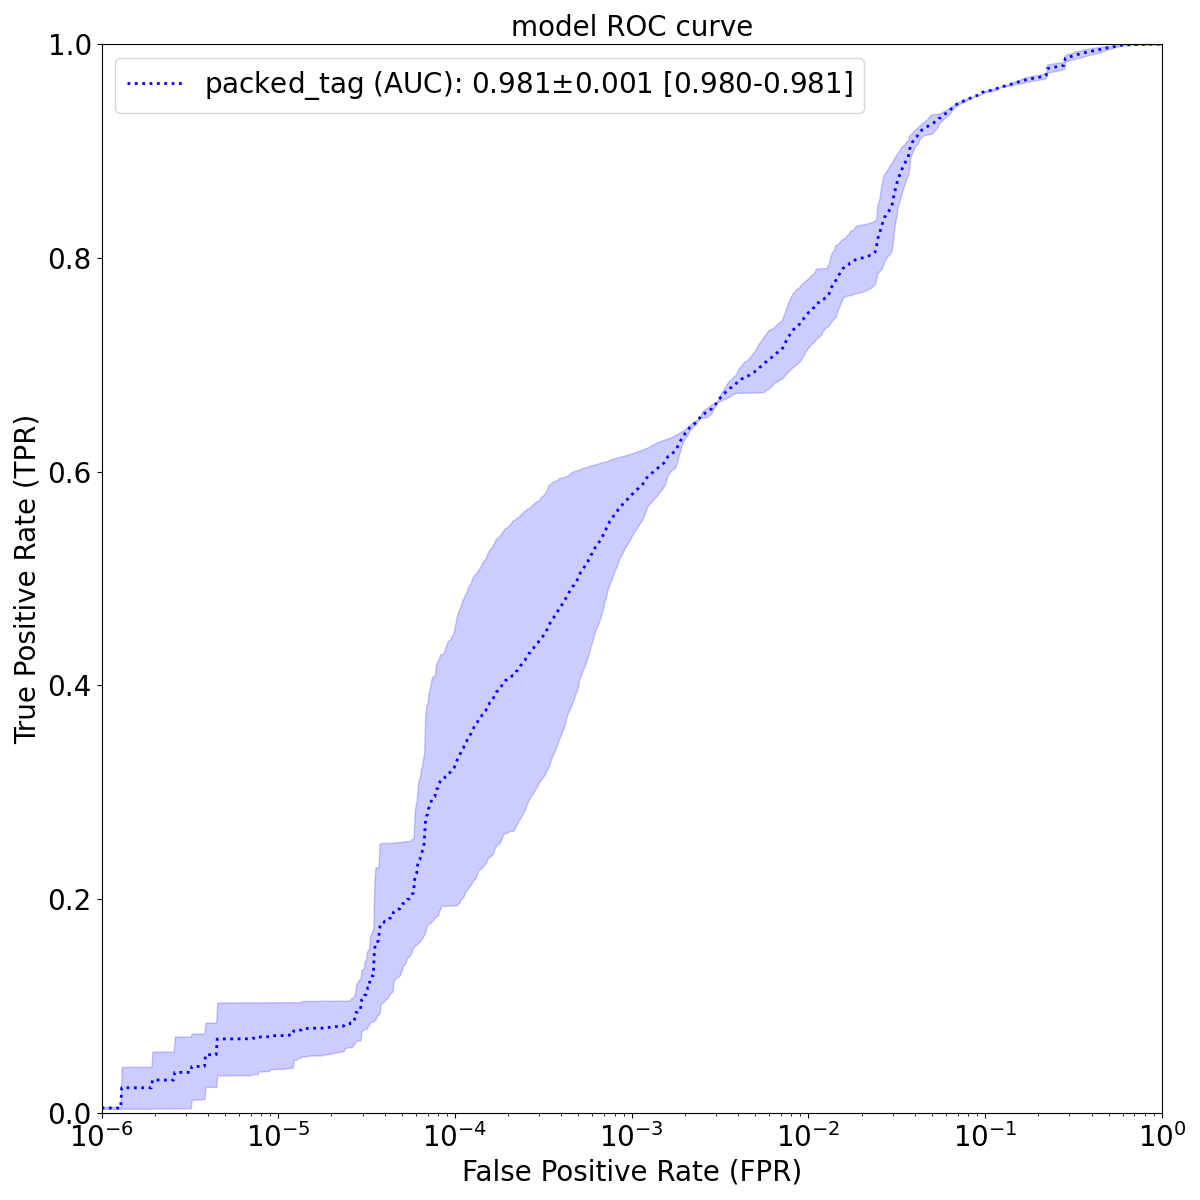 model ROC curve
packed_tag (AUC): 0.981±0.001 [0.980-0.981]
1.0
0.8
0.6
0.4
0.2
0.0
True Positive Rate (TPR)
10⁻⁶ 10⁻⁵ 10⁻⁴ 10⁻³ 10⁻² 10⁻¹ 10⁰
False Positive Rate (FPR)